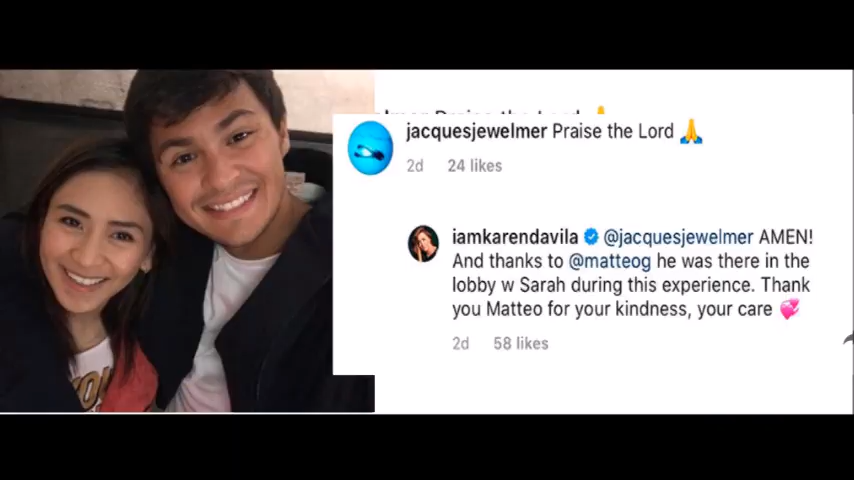 jacquesjewelmer Praise the Lord 🙏
2d 24 likes
iamkarendavila @jacquesjewelmer AMEN!
And thanks to @matteog he was there in the
lobby w Sarah during this experience. Thank
you Matteo for your kindness, your care 💞
2d 58 likes